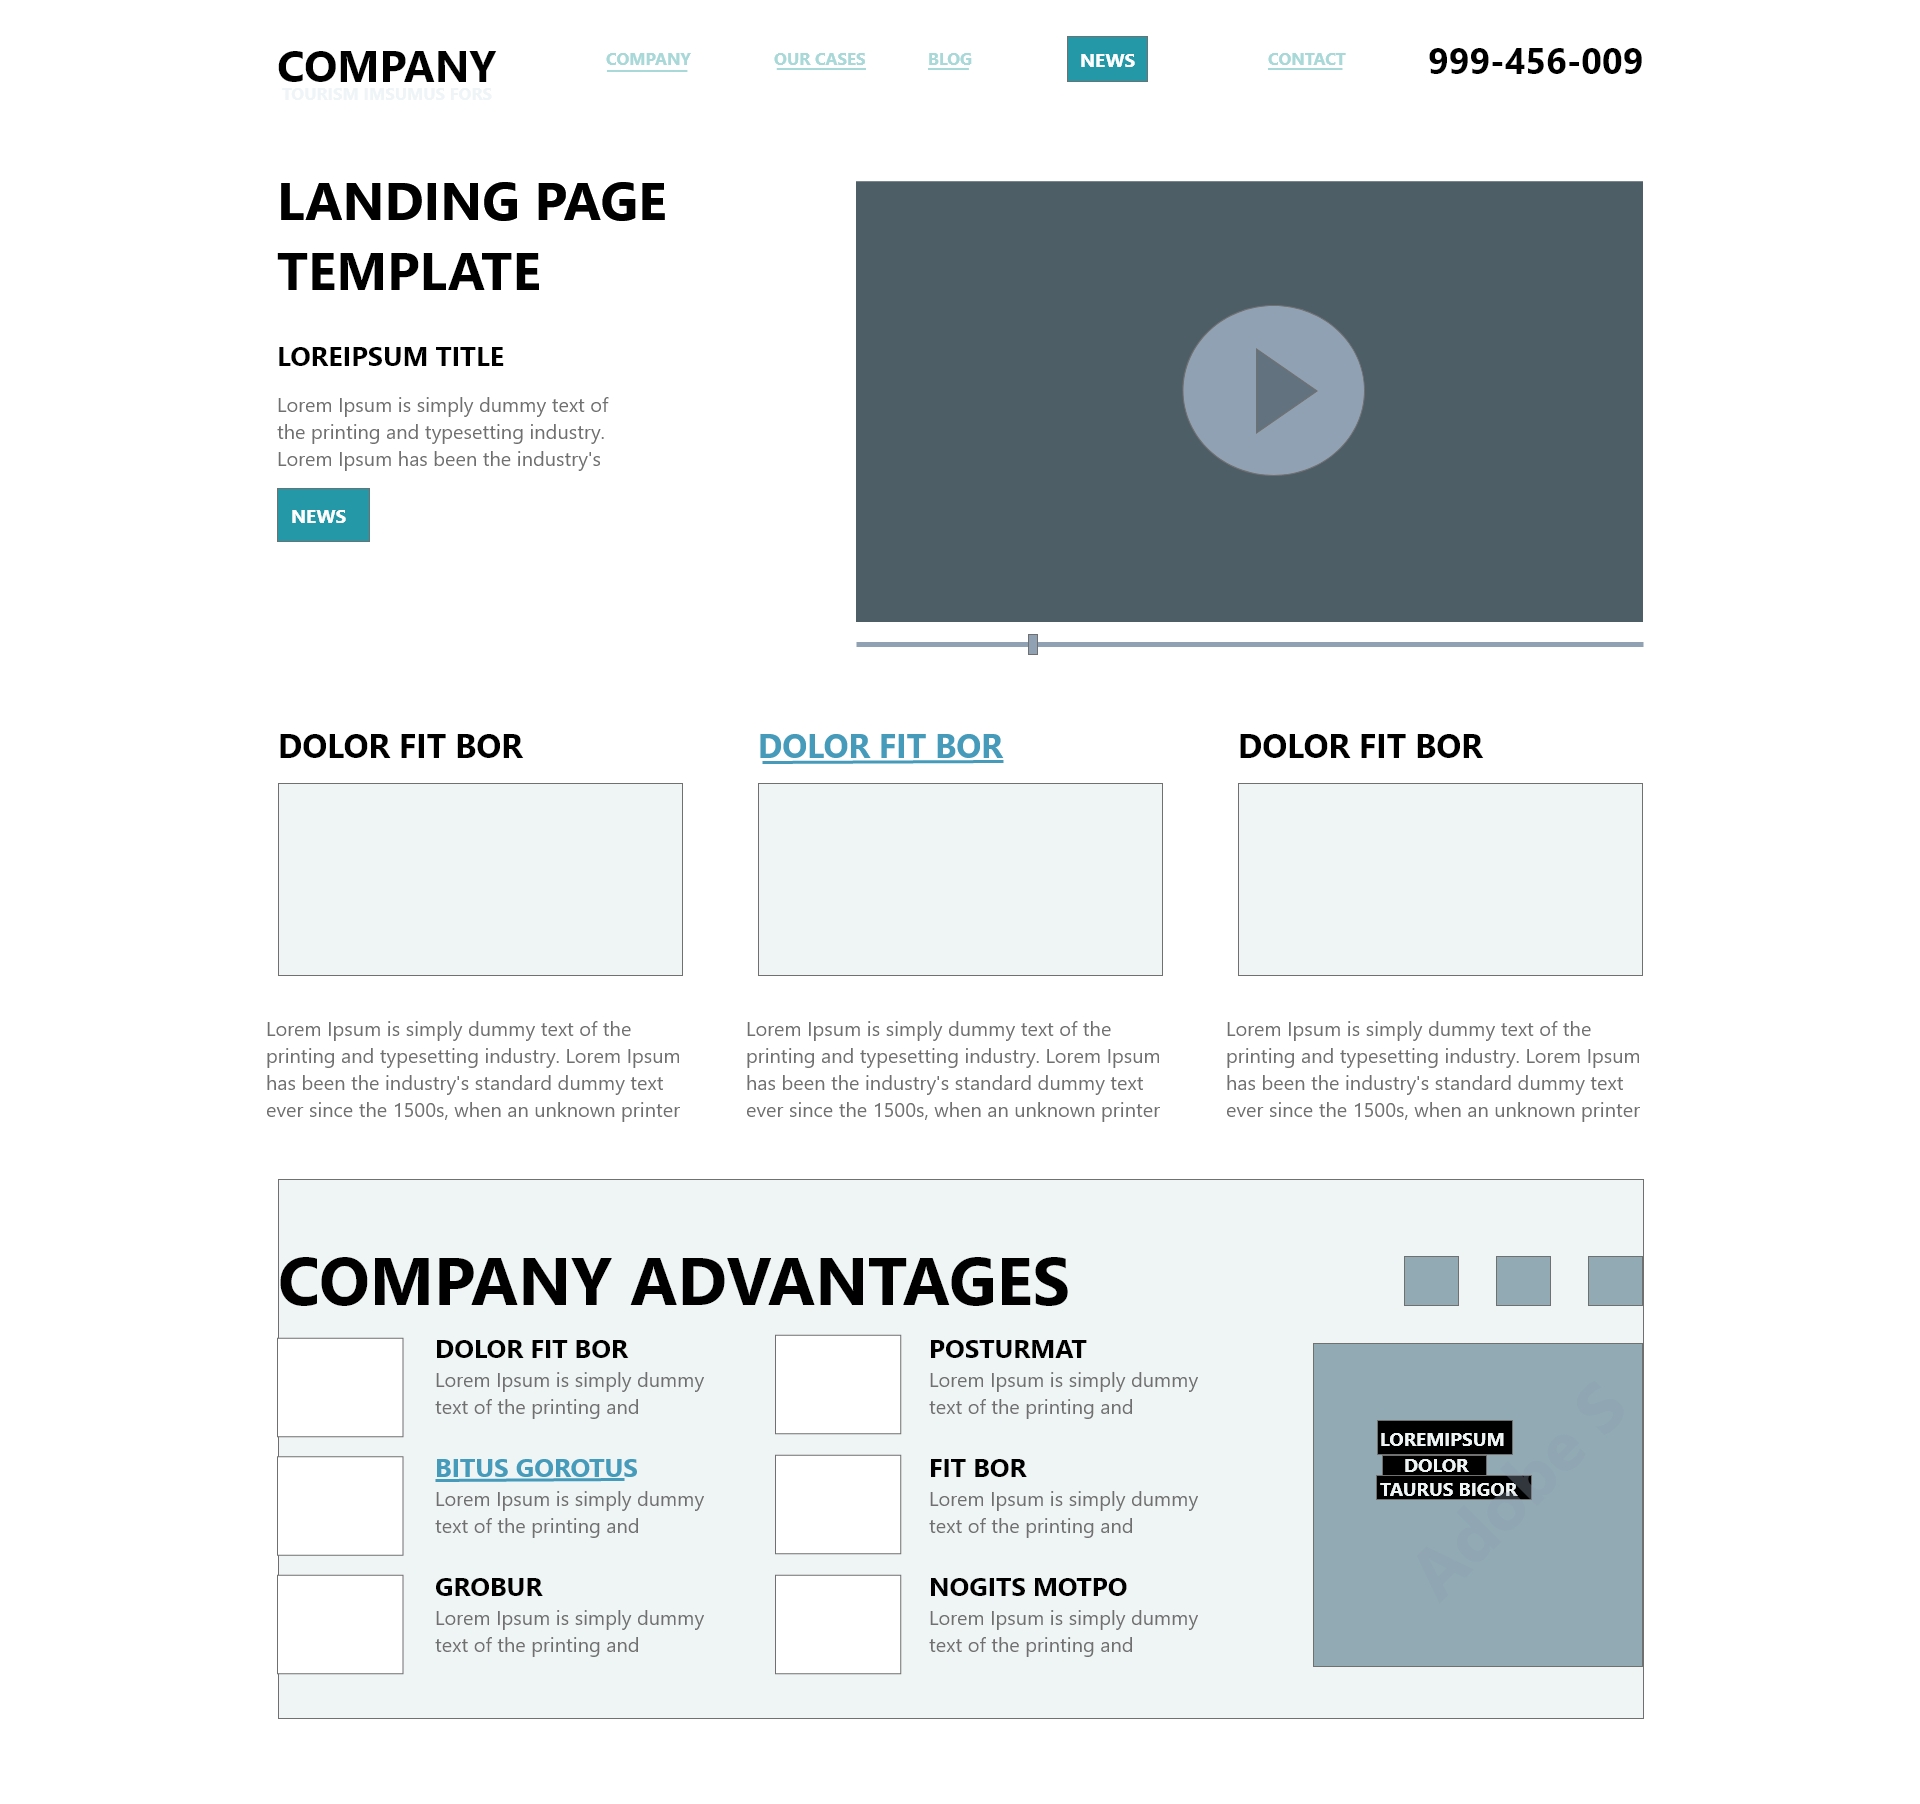 COMPANY
TOURISM IMSUMUS FORS
COMPANY
OUR CASES
BLOG
NEWS
CONTACT
999-456-009
LANDING PAGE
TEMPLATE
LOREIPSUM TITLE
Lorem Ipsum is simply dummy text of
the printing and typesetting industry.
Lorem Ipsum has been the industry's
NEWS
DOLOR FIT BOR
Lorem Ipsum is simply dummy text of the
printing and typesetting industry. Lorem Ipsum
has been the industry's standard dummy text
ever since the 1500s, when an unknown printer
DOLOR FIT BOR
Lorem Ipsum is simply dummy text of the
printing and typesetting industry. Lorem Ipsum
has been the industry's standard dummy text
ever since the 1500s, when an unknown printer
DOLOR FIT BOR
Lorem Ipsum is simply dummy text of the
printing and typesetting industry. Lorem Ipsum
has been the industry's standard dummy text
ever since the 1500s, when an unknown printer
COMPANY ADVANTAGES
DOLOR FIT BOR
Lorem Ipsum is simply dummy
text of the printing and
BITUS GOROTUS
Lorem Ipsum is simply dummy
text of the printing and
GROBUR
Lorem Ipsum is simply dummy
text of the printing and
POSTURMAT
Lorem Ipsum is simply dummy
text of the printing and
FIT BOR
Lorem Ipsum is simply dummy
text of the printing and
NOGITS MOTPO
Lorem Ipsum is simply dummy
text of the printing and
LOREMIPSUM
DOLOR
TAURUS BIGOR
Adobe S